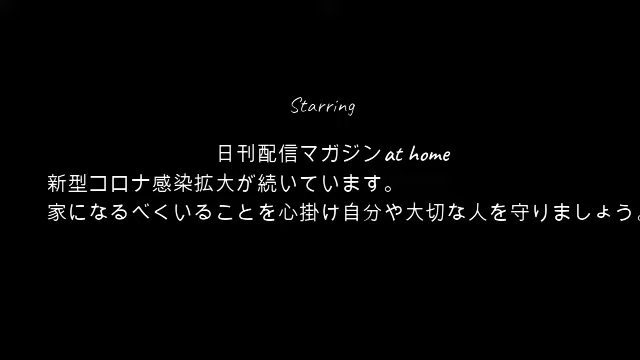 Starring
日刊配信マガジンat home
新型コロナ感染拡大が続いています。
家になるべくいることを心掛け自分や大切な人を守りましょう。